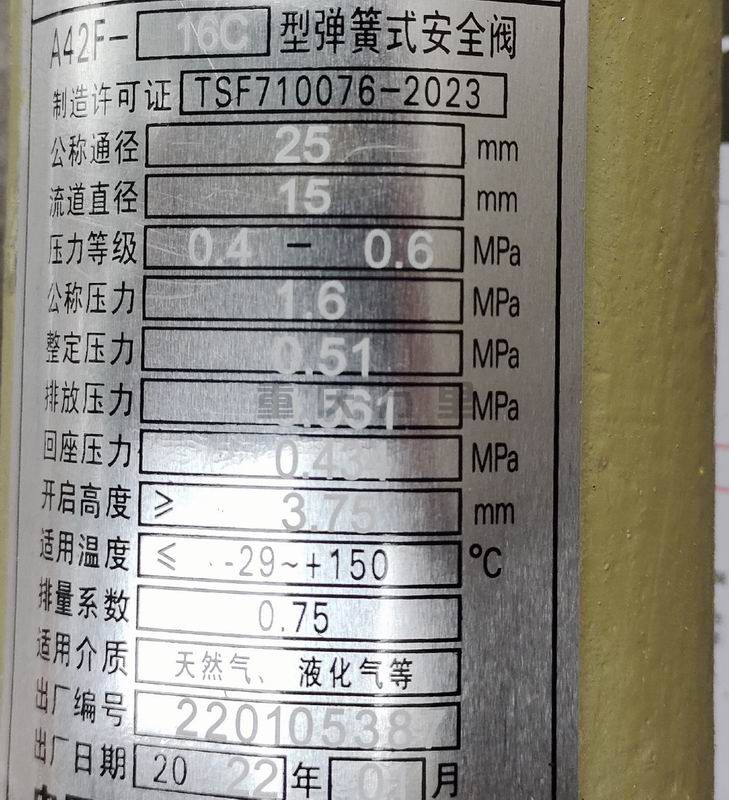 A42F- 16C 型弹簧式安全阀
制造许可证 TSF710076-2023
公称通径 25 mm
流道直径 15 mm
压力等级 0.4 - 0.6 MPa
公称压力 1.6 MPa
整定压力 0.51 MPa
排放压力 0.561 MPa
回座压力 MPa
开启高度 ≥ 3.75 mm
适用温度 ≤ -29~+150 ℃
排量系数 0.75
适用介质 天然气、液化气等
出厂编号
出厂日期 20 22 年 月